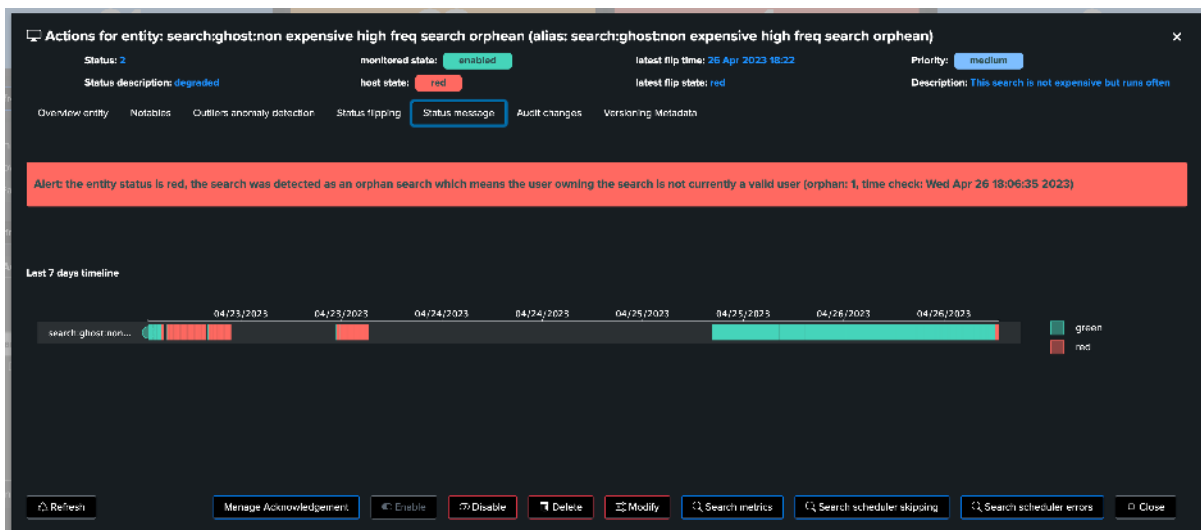 Actions for entity: search:ghost:non expensive high freq search orphean (alias: search:ghost:non expensive high freq search orphean)
Status: 2 monitored state: enabled latest flip time: 26 Apr 2023 18:22 Priority: medium
Status description: degraded host state: red latest flip state: red Description: This search is not expensive but runs often
Overview entity Notables Outliers anomaly detection Status flipping Status message Audit changes Versioning Metadata
Alert: the entity status is red, the search was detected as an orphan search which means the user owning the search is not currently a valid user (orphan: 1, time check: Wed Apr 26 18:06:35 2023)
Last 7 days timeline
04/23/2023 04/23/2023 04/24/2023 04/24/2023 04/25/2023 04/25/2023 04/26/2023 04/26/2023
search:ghost:non... green
red
Refresh Manage Acknowledgement Enable Disable Delete Modify Search metrics Search scheduler skipping Search scheduler errors Close